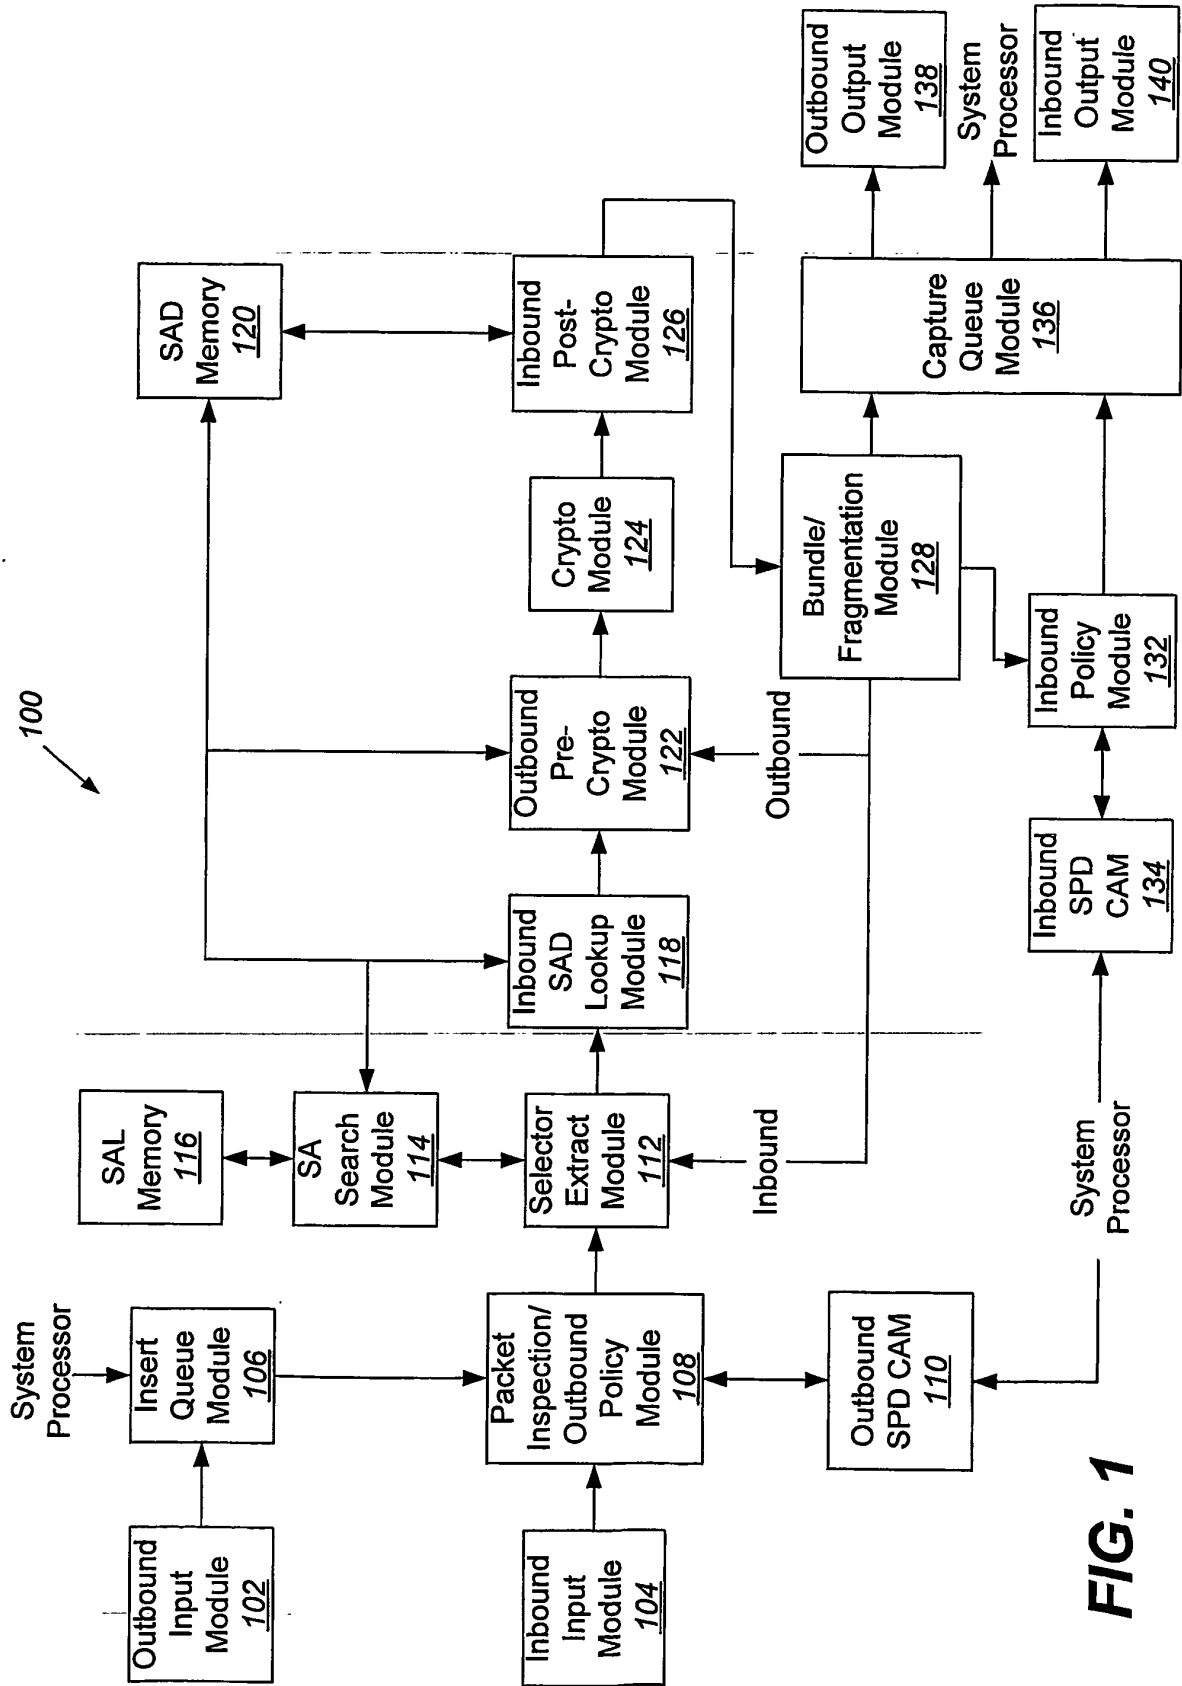 100
System
Processor
Outbound
Input
Module
102
Insert
Queue
Module
106
SAL
Memory
116
SA
Search
Module
114
SAD
Memory
120
Inbound
Input
Module
104
Packet
Inspection/
Outbound
Policy
Module
108
Selector
Extract
Module
112
Inbound
SAD
Lookup
Module
118
Outbound
Pre-
Crypto
Module
122
Crypto
Module
124
Inbound
Post-
Crypto
Module
126
Inbound
Outbound
Outbound
SPD CAM
110
Bundle/
Fragmentation
Module
128
Capture
Queue
Module
136
Outbound
Output
Module
138
System
Processor
Inbound
Output
Module
140
System
Processor
Inbound
SPD
CAM
134
Inbound
Policy
Module
132
FIG. 1